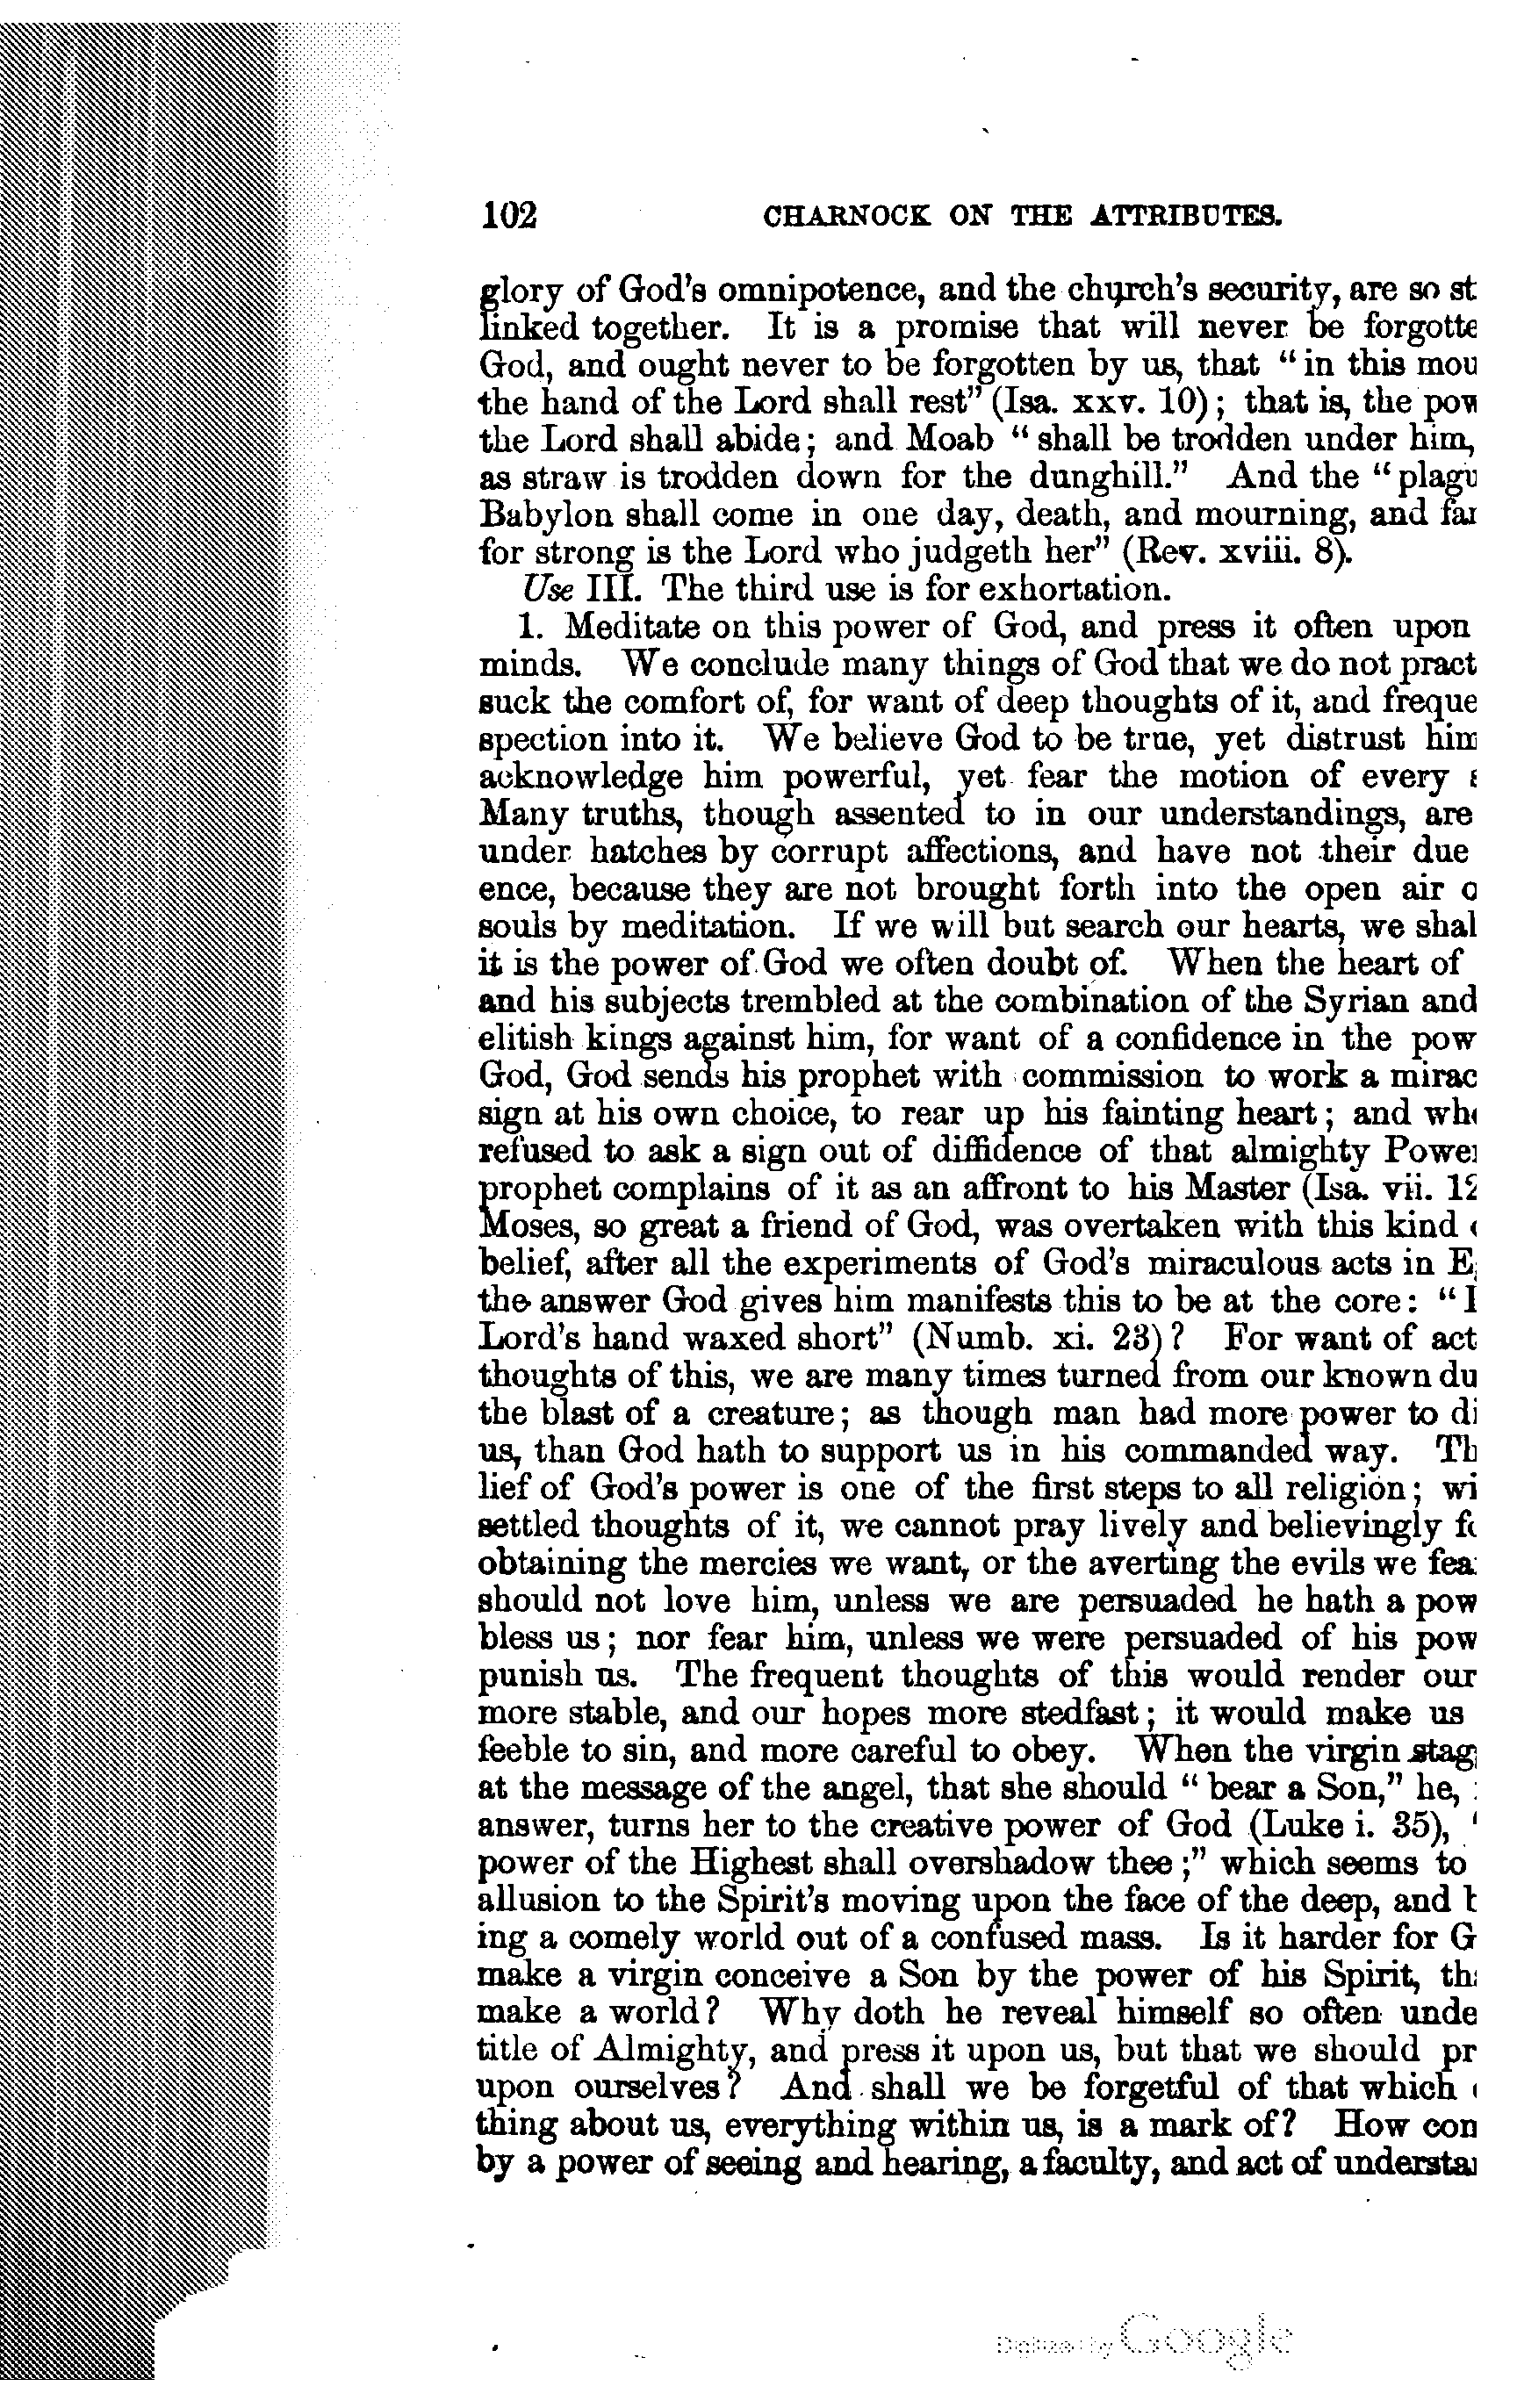 102 CHARNOCK ON THE ATTRIBUTES.
glory of God's omnipotence, and the church's security, are so st
linked together. It is a promise that will never be forgotte
God, and ought never to be forgotten by us, that "in this mou
the hand of the Lord shall rest" (Isa. xxv. 10); that is, the pow
the Lord shall abide; and Moab "shall be trodden under him,
as straw is trodden down for the dunghill." And the "plagu
Babylon shall come in one day, death, and mourning, and fa
for strong is the Lord who judgeth her" (Rev. xviii. 8).
Use III. The third use is for exhortation.
1. Meditate on this power of God, and press it often upon
minds. We conclude many things of God that we do not pract
suck the comfort of, for want of deep thoughts of it, and freque
spection into it. We believe God to be true, yet distrust him
acknowledge him powerful, yet fear the motion of every
Many truths, though assented to in our understandings, are
under hatches by corrupt affections, and have not their due
ence, because they are not brought forth into the open air o
souls by meditation. If we will but search our hearts, we shal
it is the power of God we often doubt of. When the heart of
and his subjects trembled at the combination of the Syrian and
elitish kings against him, for want of a confidence in the pow
God, God sends his prophet with commission to work a mirac
sign at his own choice, to rear up his fainting heart; and whe
refused to ask a sign out of diffidence of that almighty Power
prophet complains of it as an affront to his Master (Isa. vii. 12
Moses, so great a friend of God, was overtaken with this kind
belief, after all the experiments of God's miraculous acts in E
the answer God gives him manifests this to be at the core: "I
Lord's hand waxed short" (Numb. xi. 23)? For want of act
thoughts of this, we are many times turned from our known du
the blast of a creature; as though man had more power to di
us, than God hath to support us in his commanded way. Th
lief of God's power is one of the first steps to all religion; wi
settled thoughts of it, we cannot pray lively and believingly fo
obtaining the mercies we want, or the averting the evils we fea
should not love him, unless we are persuaded he hath a pow
bless us; nor fear him, unless we were persuaded of his pow
punish us. The frequent thoughts of this would render our
more stable, and our hopes more stedfast; it would make us
feeble to sin, and more careful to obey. When the virgin stag
at the message of the angel, that she should "bear a Son," he,
answer, turns her to the creative power of God (Luke i. 35), '
power of the Highest shall overshadow thee;" which seems to
allusion to the Spirit's moving upon the face of the deep, and b
ing a comely world out of a confused mass. Is it harder for G
make a virgin conceive a Son by the power of his Spirit, tha
make a world? Why doth he reveal himself so often unde
title of Almighty, and press it upon us, but that we should pr
upon ourselves? And shall we be forgetful of that which
thing about us, everything within us, is a mark of? How con
by a power of seeing and hearing, a faculty, and act of understa
Digitized by Google